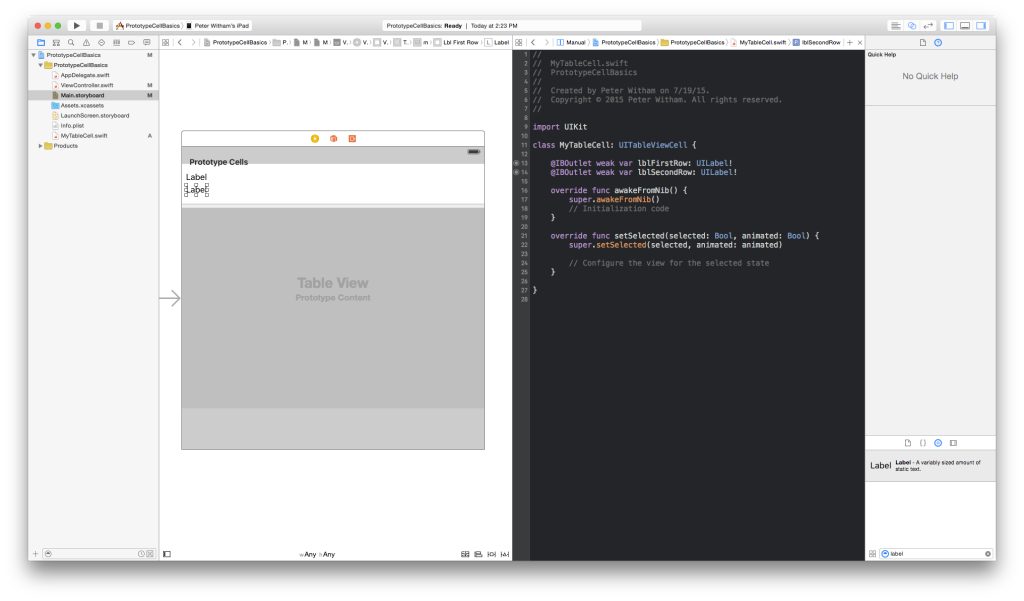 PrototypeCellBasics
Peter Witham's iPad
PrototypeCellBasics: Ready | Today at 2:23 PM
PrototypeCellBasics M
PrototypeCellBasics
AppDelegate.swift
ViewController.swift M
Main.storyboard M
Assets.xcassets
LaunchScreen.storyboard
Info.plist
MyTableCell.swift A
Products
PrototypeCellBasics P. M M V. V. V. T. m Lbl First Row L Label
Prototype Cells
Label
Label
Table View
Prototype Content
wAny hAny
Manual PrototypeCellBasics PrototypeCellBasics MyTableCell.swift P lblSecondRow
1 //
2 // MyTableCell.swift
3 // PrototypeCellBasics
4 //
5 // Created by Peter Witham on 7/19/15.
6 // Copyright © 2015 Peter Witham. All rights reserved.
7 //
8
9 import UIKit
10
11 class MyTableCell: UITableViewCell {
12
13 @IBOutlet weak var lblFirstRow: UILabel!
14 @IBOutlet weak var lblSecondRow: UILabel!
15
16 override func awakeFromNib() {
17 super.awakeFromNib()
18 // Initialization code
19 }
20
21 override func setSelected(selected: Bool, animated: Bool) {
22 super.setSelected(selected, animated: animated)
23
24 // Configure the view for the selected state
25 }
26
27 }
28
Quick Help
No Quick Help
{}
Label
Label - A variably sized amount of
static text.
label